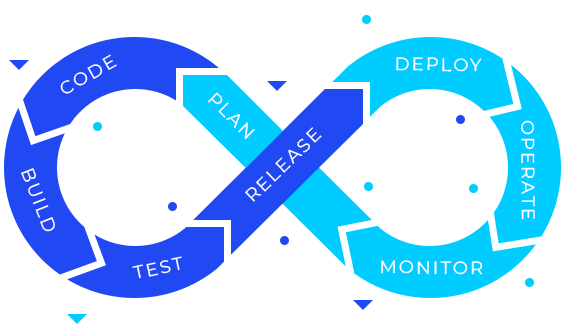 CODE
PLAN
BUILD
TEST
RELEASE
DEPLOY
OPERATE
MONITOR